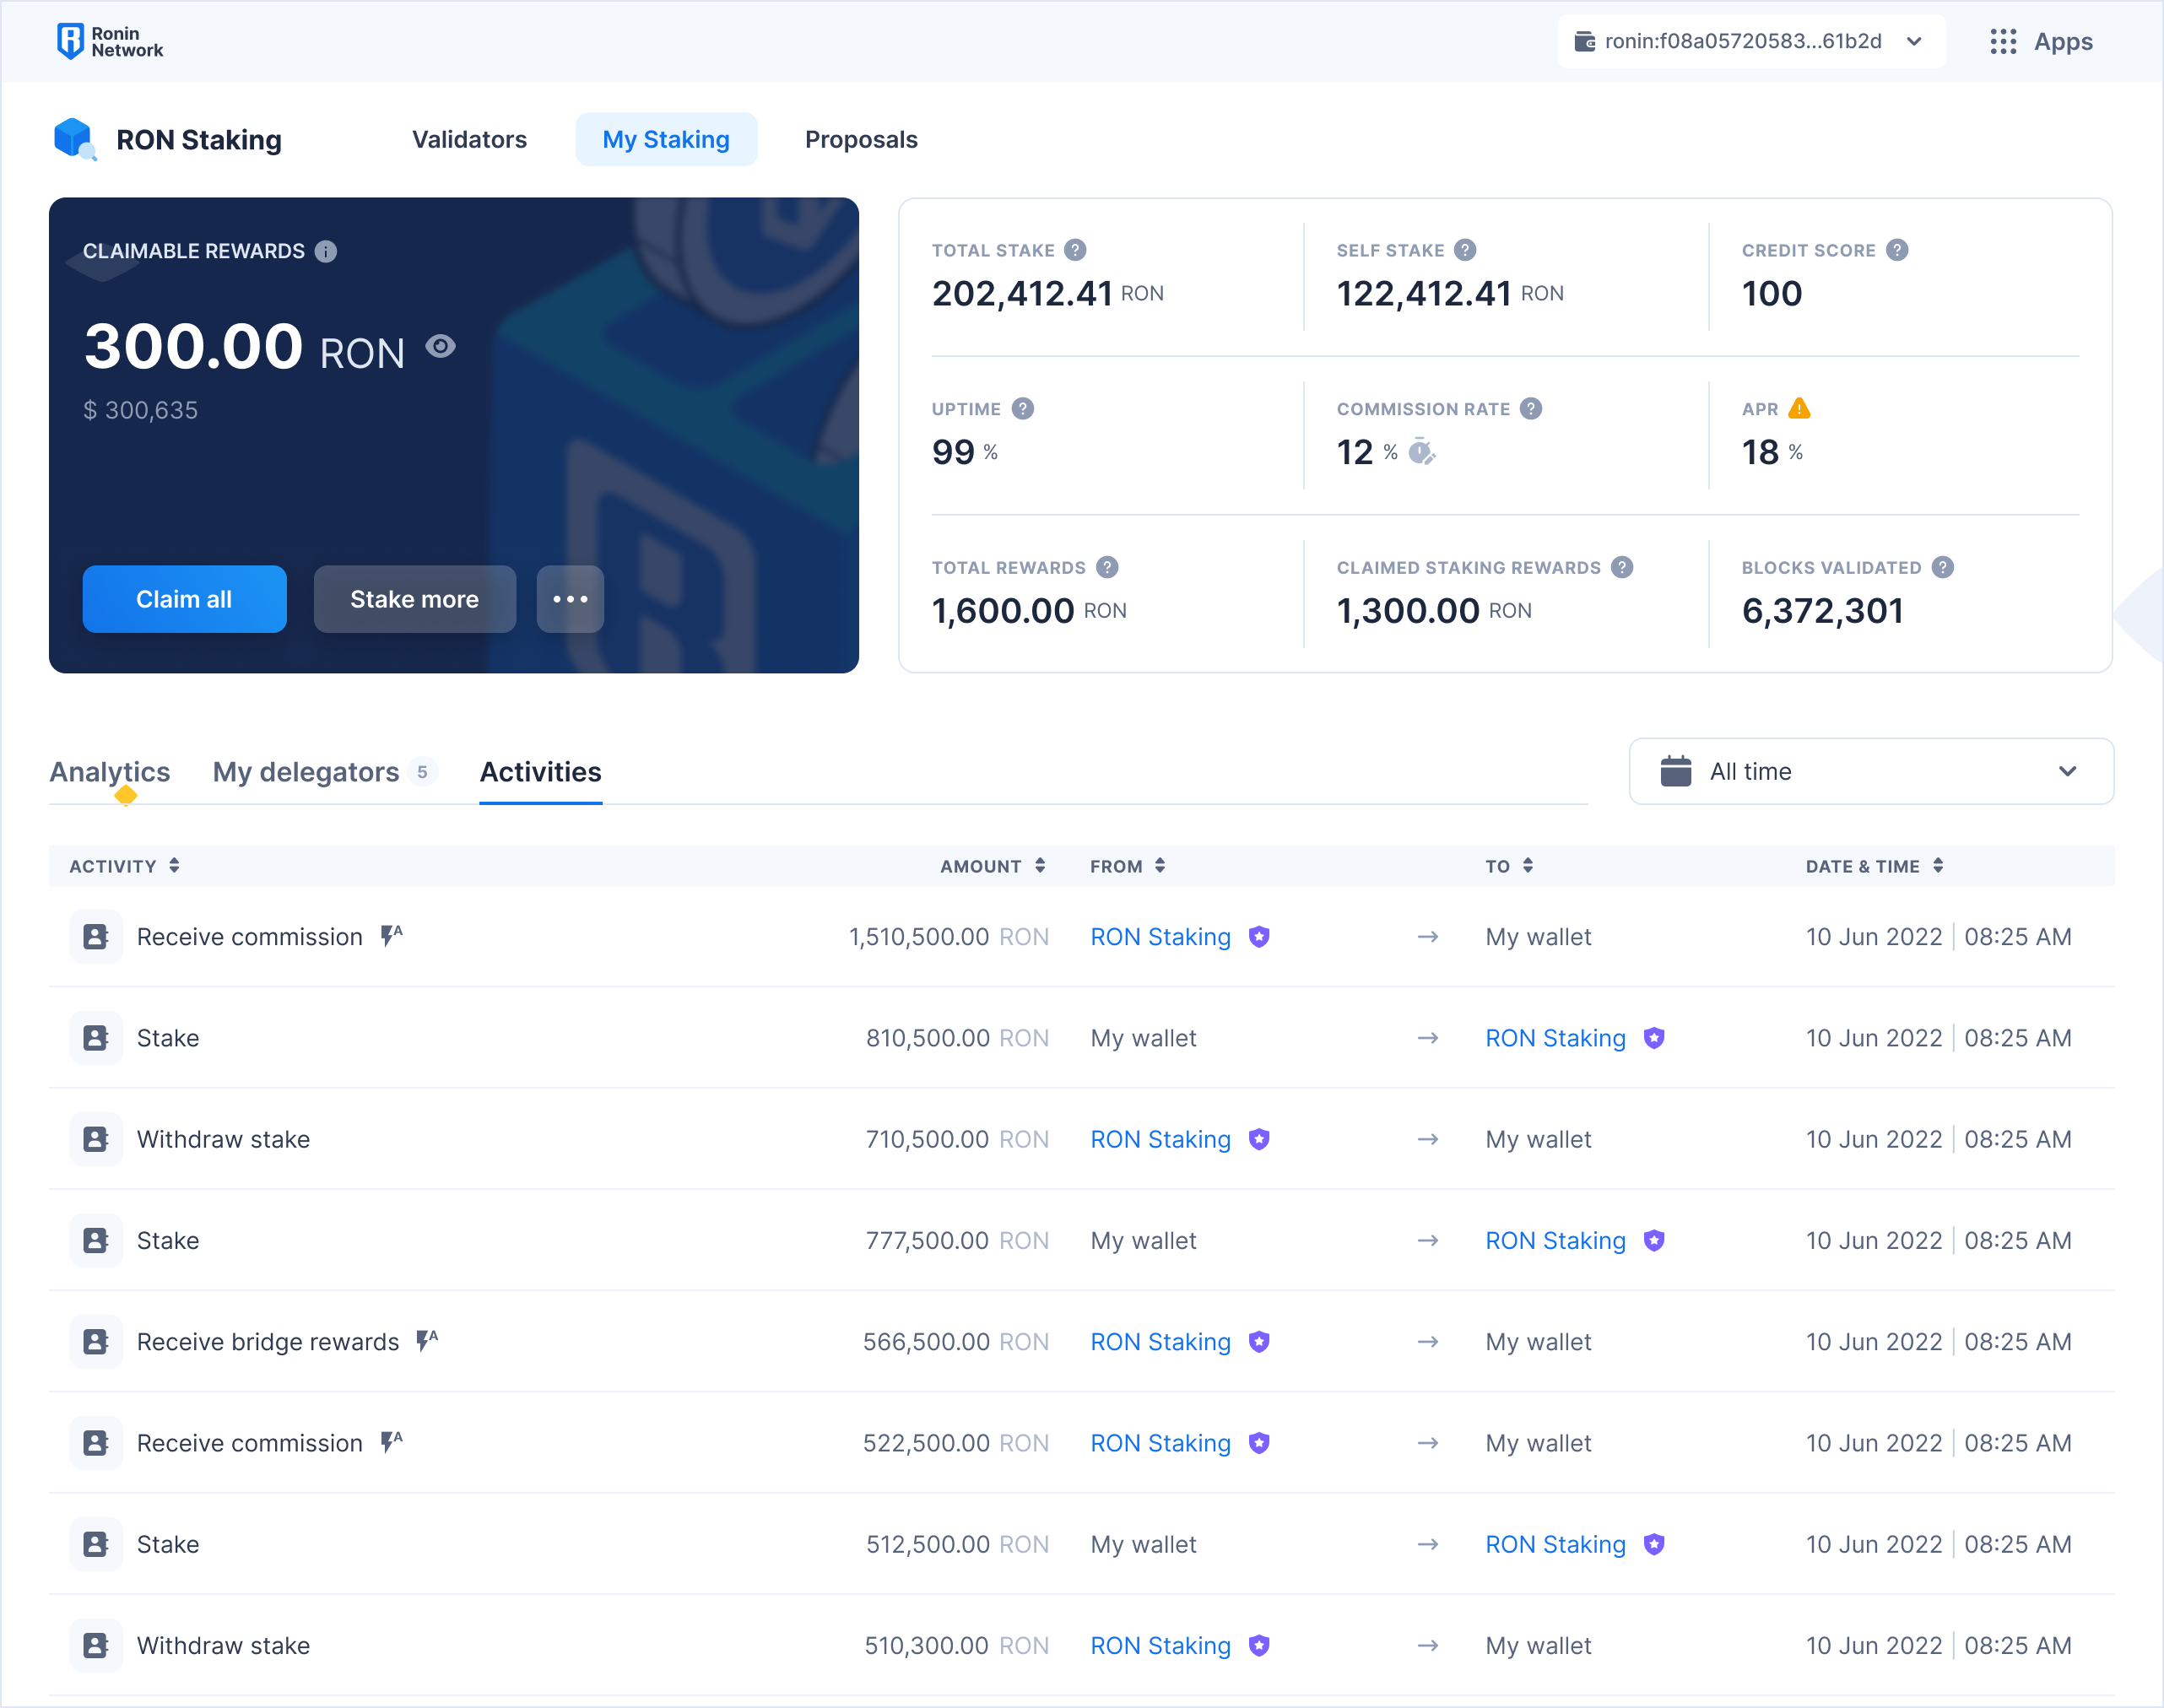 Ronin
Network
ronin:f08a05720583...61b2d
Apps
RON Staking
Validators
My Staking
Proposals
CLAIMABLE REWARDS
300.00 RON
$ 300,635
Claim all
Stake more
TOTAL STAKE
202,412.41 RON
SELF STAKE
122,412.41 RON
CREDIT SCORE
100
UPTIME
99 %
COMMISSION RATE
12 %
APR
18 %
TOTAL REWARDS
1,600.00 RON
CLAIMED STAKING REWARDS
1,300.00 RON
BLOCKS VALIDATED
6,372,301
Analytics
My delegators 5
Activities
All time
ACTIVITY AMOUNT FROM TO DATE & TIME
Receive commission A 1,510,500.00 RON RON Staking → My wallet 10 Jun 2022 08:25 AM
Stake 810,500.00 RON My wallet → RON Staking 10 Jun 2022 08:25 AM
Withdraw stake 710,500.00 RON RON Staking → My wallet 10 Jun 2022 08:25 AM
Stake 777,500.00 RON My wallet → RON Staking 10 Jun 2022 08:25 AM
Receive bridge rewards A 566,500.00 RON RON Staking → My wallet 10 Jun 2022 08:25 AM
Receive commission A 522,500.00 RON RON Staking → My wallet 10 Jun 2022 08:25 AM
Stake 512,500.00 RON My wallet → RON Staking 10 Jun 2022 08:25 AM
Withdraw stake 510,300.00 RON RON Staking → My wallet 10 Jun 2022 08:25 AM